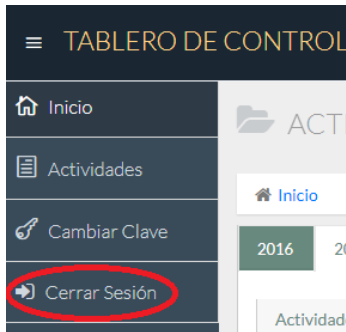 TABLERO DE CONTROL
Inicio
ACT
Actividades
Inicio
Cambiar Clave
2016
Cerrar Sesión
Actividad